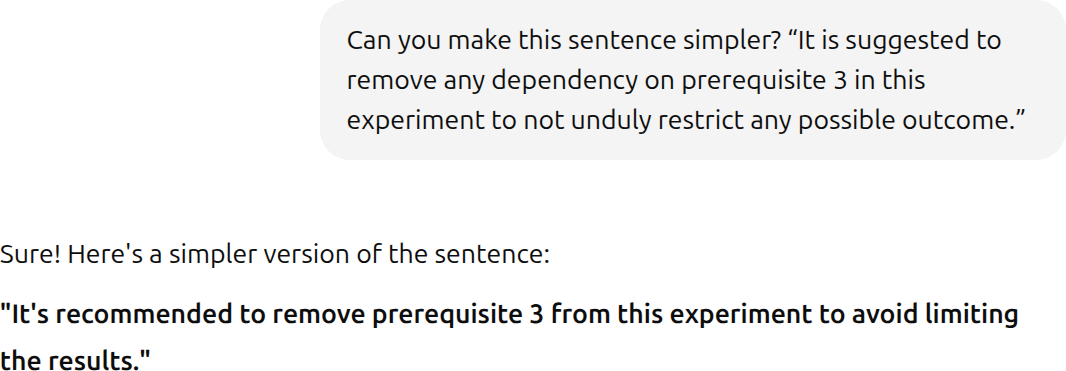 Can you make this sentence simpler? “It is suggested to
remove any dependency on prerequisite 3 in this
experiment to not unduly restrict any possible outcome.”
Sure! Here's a simpler version of the sentence:
"It's recommended to remove prerequisite 3 from this experiment to avoid limiting
the results."